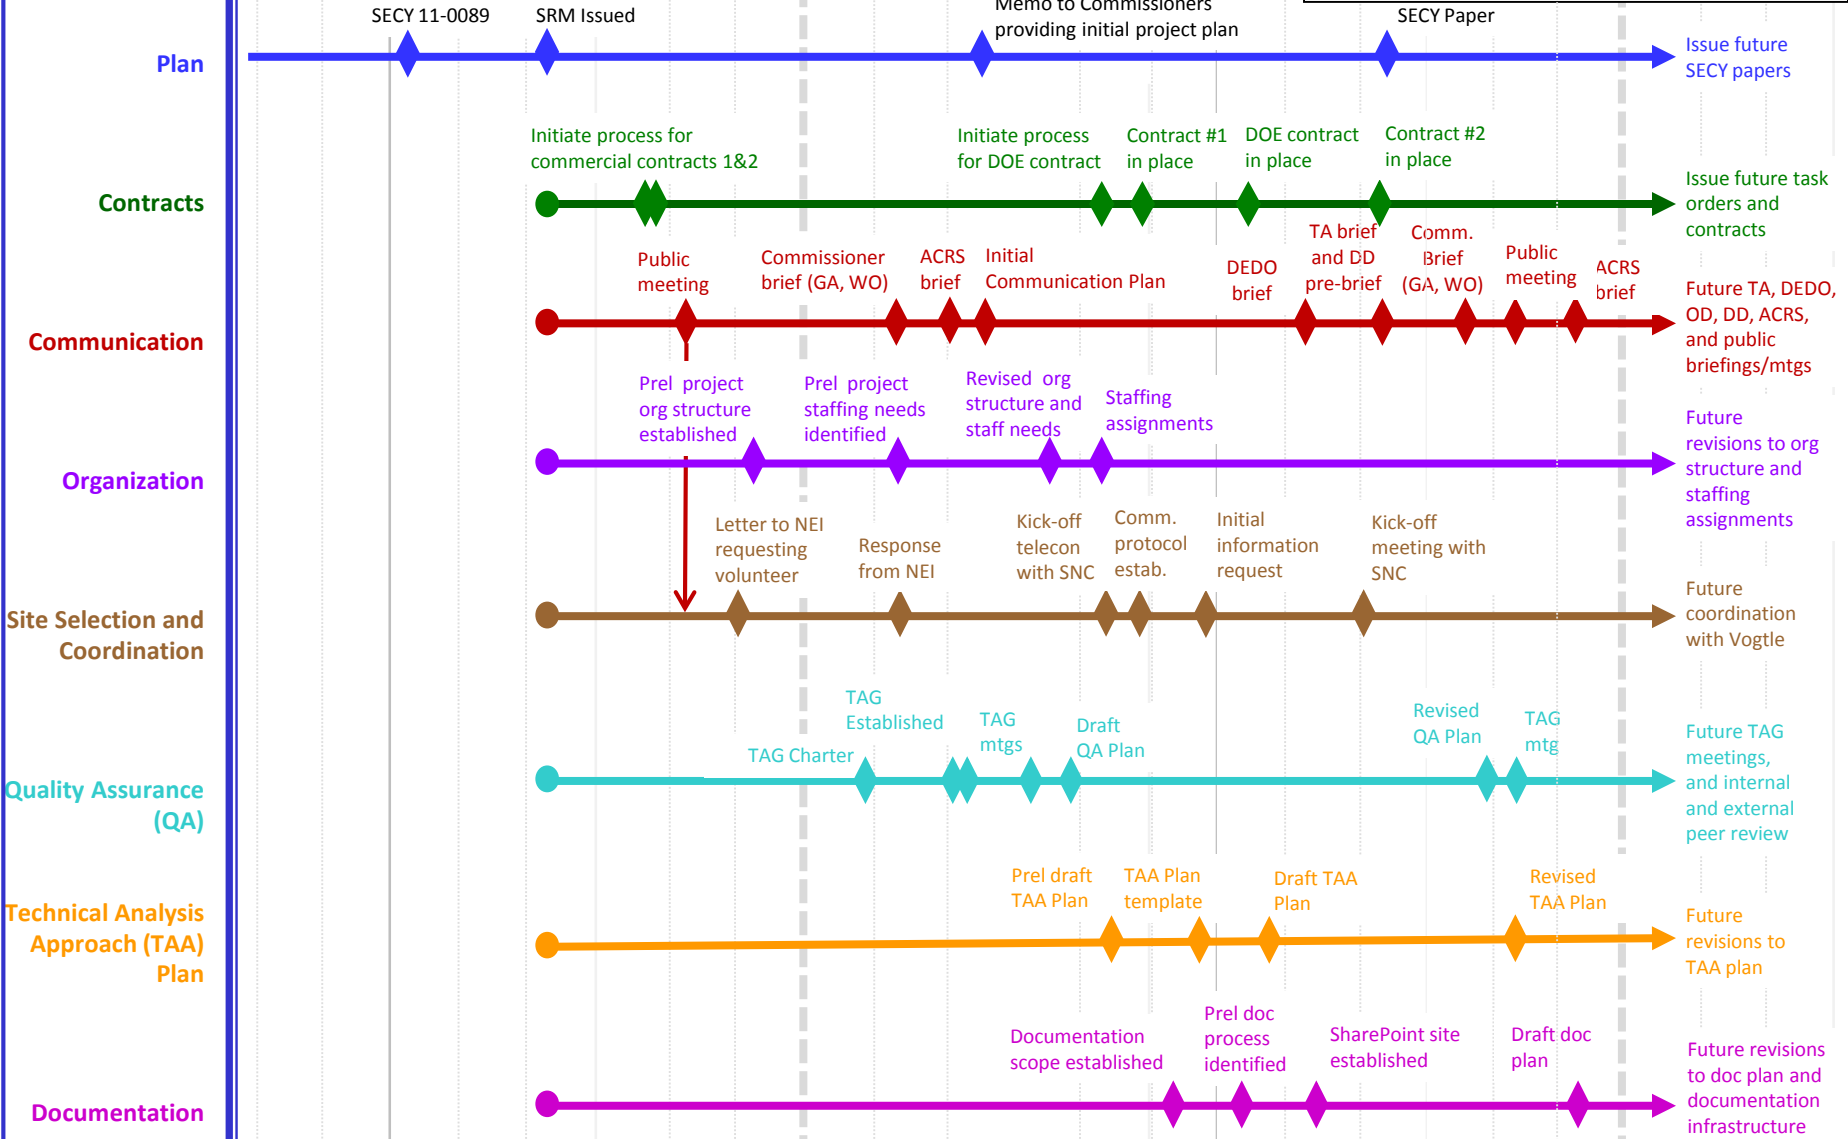 Memo to Commissioners
SECY 11-0089
SRM Issued
providing initial project plan
SECY Paper
Plan
Issue future
SECY papers
Initiate process for
commercial contracts 1&2
Initiate process
for DOE contract
Contract #1
in place
DOE contract
in place
Contract #2
in place
Contracts
Issue future task
orders and
contracts
Public
meeting
Commissioner
brief (GA, WO)
ACRS
brief
Initial
Communication Plan
DEDO
brief
TA brief
and DD
pre-brief
Comm.
Brief
(GA, WO)
Public
meeting
ACRS
brief
Communication
Future TA, DEDO,
OD, DD, ACRS,
and public
briefings/mtgs
Prel project
org structure
established
Prel project
staffing needs
identified
Revised org
structure and
staff needs
Staffing
assignments
Organization
Future
revisions to org
structure and
staffing
assignments
Letter to NEI
requesting
volunteer
Response
from NEI
Kick-off
telecon
with SNC
Comm.
protocol
estab.
Initial
information
request
Kick-off
meeting with
SNC
Site Selection and
Coordination
Future
coordination
with Vogtle
TAG Charter
TAG
Established
TAG
mtgs
Draft
QA Plan
Revised
QA Plan
TAG
mtg
Quality Assurance
(QA)
Future TAG
meetings,
and internal
and external
peer review
Prel draft
TAA Plan
TAA Plan
template
Draft TAA
Plan
Revised
TAA Plan
Technical Analysis
Approach (TAA)
Plan
Future
revisions to
TAA plan
Documentation
scope established
Prel doc
process
identified
SharePoint site
established
Draft doc
plan
Documentation
Future revisions
to doc plan and
documentation
infrastructure